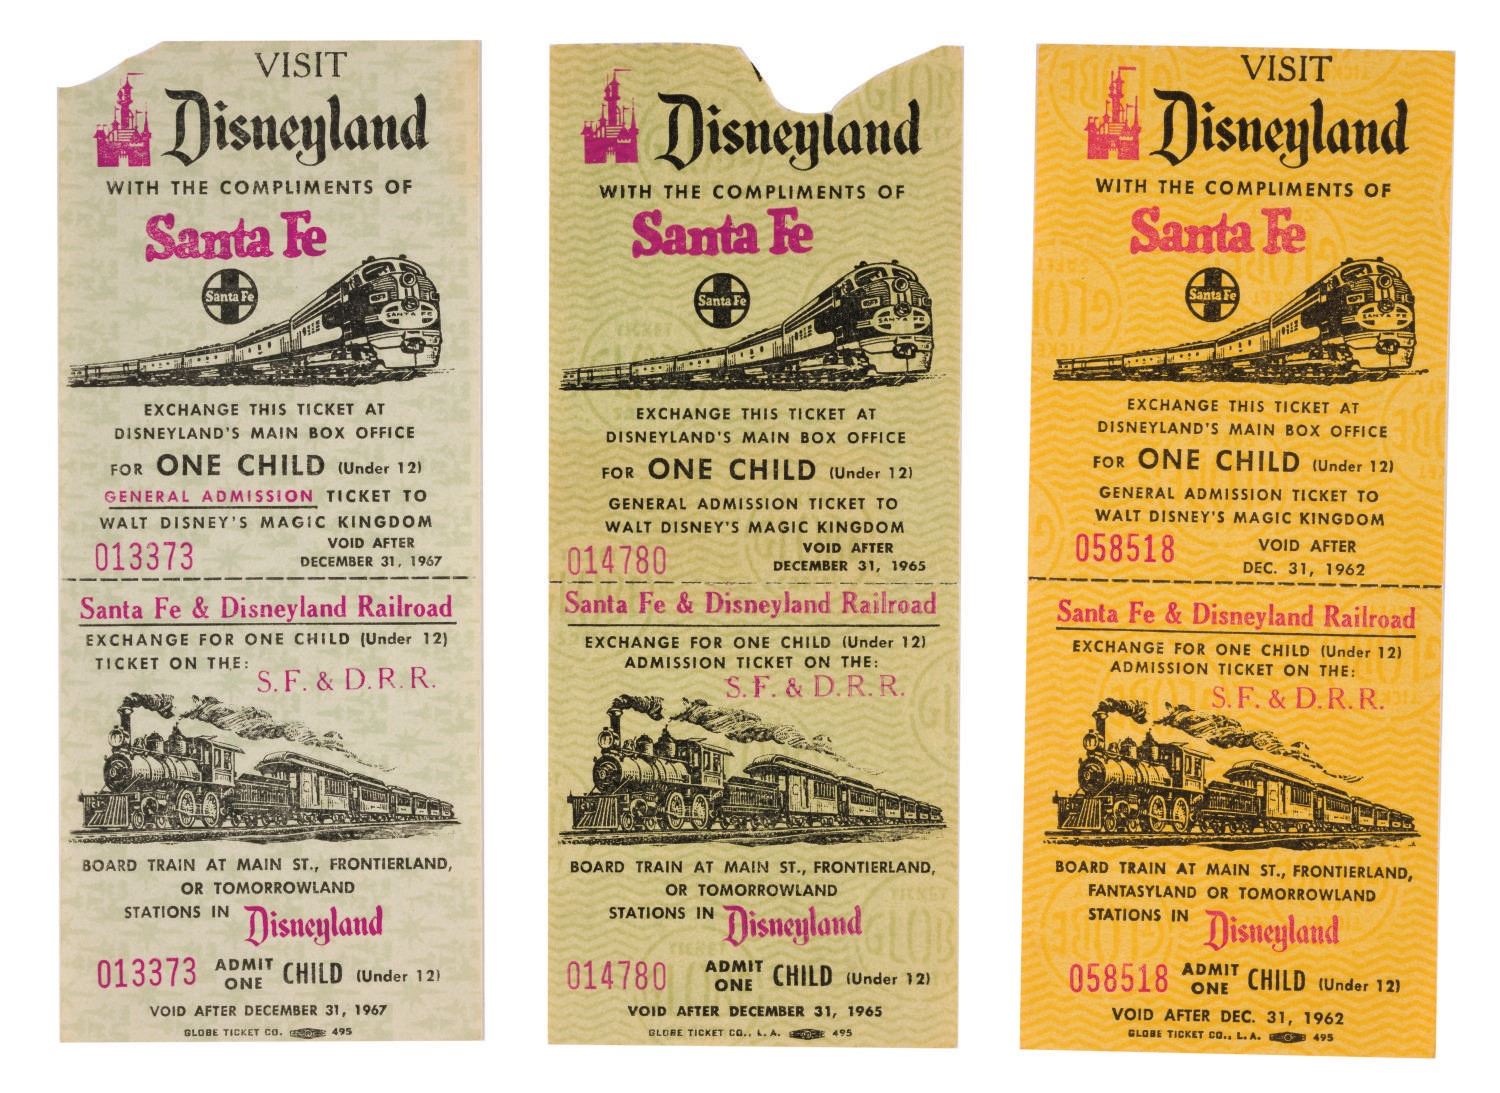 VISIT
Disneyland
WITH THE COMPLIMENTS OF
Santa Fe
Santa Fe
SANTA FE
EXCHANGE THIS TICKET AT
DISNEYLAND'S MAIN BOX OFFICE
FOR ONE CHILD (Under 12)
GENERAL ADMISSION TICKET TO
WALT DISNEY'S MAGIC KINGDOM
013373 VOID AFTER
DECEMBER 31, 1967
Santa Fe & Disneyland Railroad
EXCHANGE FOR ONE CHILD (Under 12)
TICKET ON THE:
S.F. & D.R.R.
BOARD TRAIN AT MAIN ST., FRONTIERLAND,
OR TOMORROWLAND
STATIONS IN Disneyland
013373 ADMIT ONE CHILD (Under 12)
VOID AFTER DECEMBER 31, 1967
GLOBE TICKET CO. 495
Disneyland
WITH THE COMPLIMENTS OF
Santa Fe
Santa Fe
SANTA FE
EXCHANGE THIS TICKET AT
DISNEYLAND'S MAIN BOX OFFICE
FOR ONE CHILD (Under 12)
GENERAL ADMISSION TICKET TO
WALT DISNEY'S MAGIC KINGDOM
014780 VOID AFTER
DECEMBER 31, 1965
Santa Fe & Disneyland Railroad
EXCHANGE FOR ONE CHILD (Under 12)
ADMISSION TICKET ON THE:
S.F. & D.R.R.
BOARD TRAIN AT MAIN ST., FRONTIERLAND,
OR TOMORROWLAND
STATIONS IN Disneyland
014780 ADMIT ONE CHILD (Under 12)
VOID AFTER DECEMBER 31, 1965
GLOBE TICKET CO., L.A. 495
VISIT
Disneyland
WITH THE COMPLIMENTS OF
Santa Fe
Santa Fe
SANTA FE
EXCHANGE THIS TICKET AT
DISNEYLAND'S MAIN BOX OFFICE
FOR ONE CHILD (Under 12)
GENERAL ADMISSION TICKET TO
WALT DISNEY'S MAGIC KINGDOM
058518 VOID AFTER
DEC. 31, 1962
Santa Fe & Disneyland Railroad
EXCHANGE FOR ONE CHILD (Under 12)
ADMISSION TICKET ON THE:
S.F. & D.R.R.
BOARD TRAIN AT MAIN ST., FRONTIERLAND,
FANTASYLAND OR TOMORROWLAND
STATIONS IN Disneyland
058518 ADMIT ONE CHILD (Under 12)
VOID AFTER DEC. 31, 1962
GLOBE TICKET CO., L.A. 495